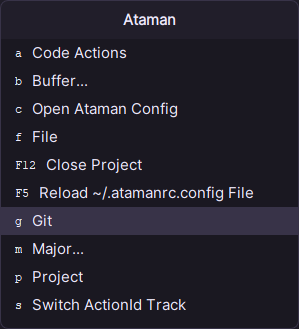 Ataman
a Code Actions
b Buffer...
c Open Ataman Config
f File
F12 Close Project
F5 Reload ~/.atamanrc.config File
g Git
m Major...
p Project
s Switch ActionId Track